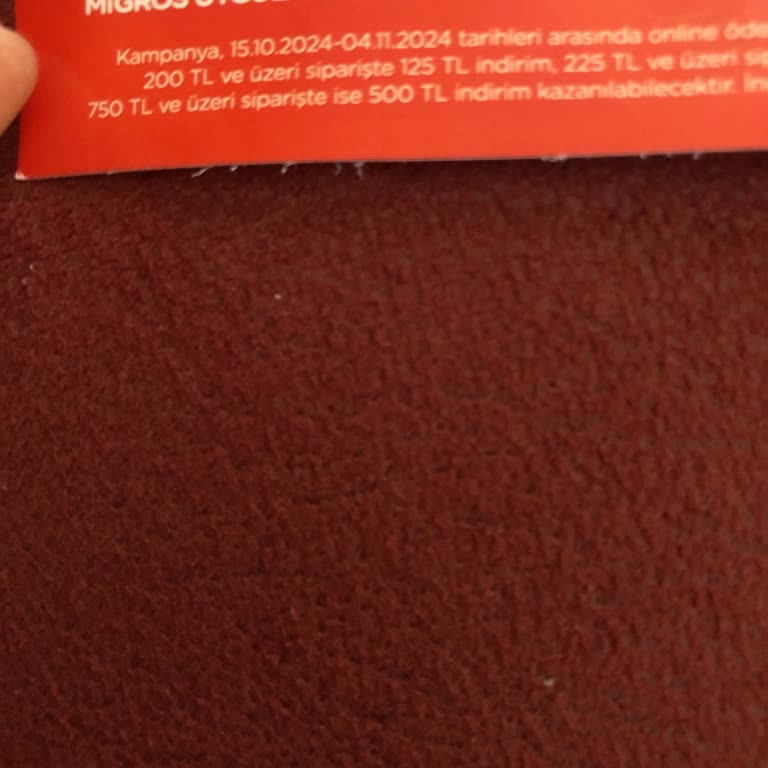 MIGROS
Kampanya, 15.10.2024-04.11.2024 tarihleri arasında online
200 TL ve üzeri siparişte 125 TL indirim, 225 TL ve üzeri
750 TL ve üzeri siparişte ise 500 TL indirim kazanılabilecektir.